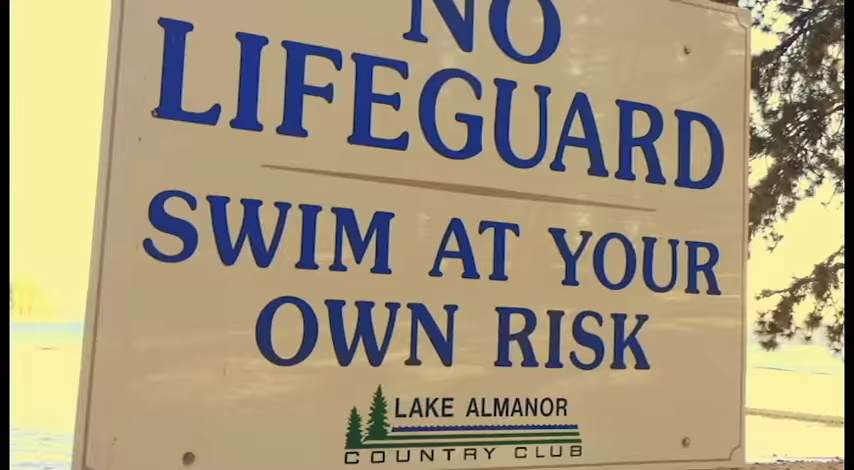 NO
LIFEGUARD
SWIM AT YOUR
OWN RISK
LAKE ALMANOR
COUNTRY CLUB